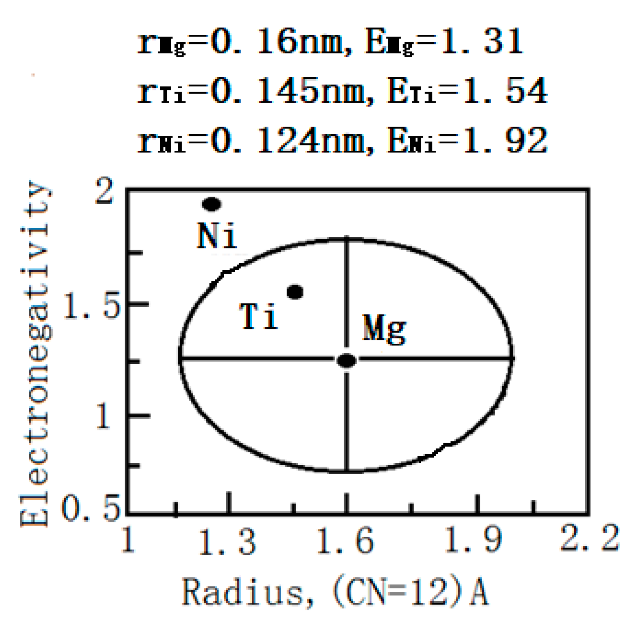 rMg=0.16nm, EMg=1.31
rTi=0.145nm, ETi=1.54
rNi=0.124nm, ENi=1.92
Electronegativity
2
Ni
1.5
Ti
Mg
1
0.5
1 1.3 1.6 1.9 2.2
Radius, (CN=12)A